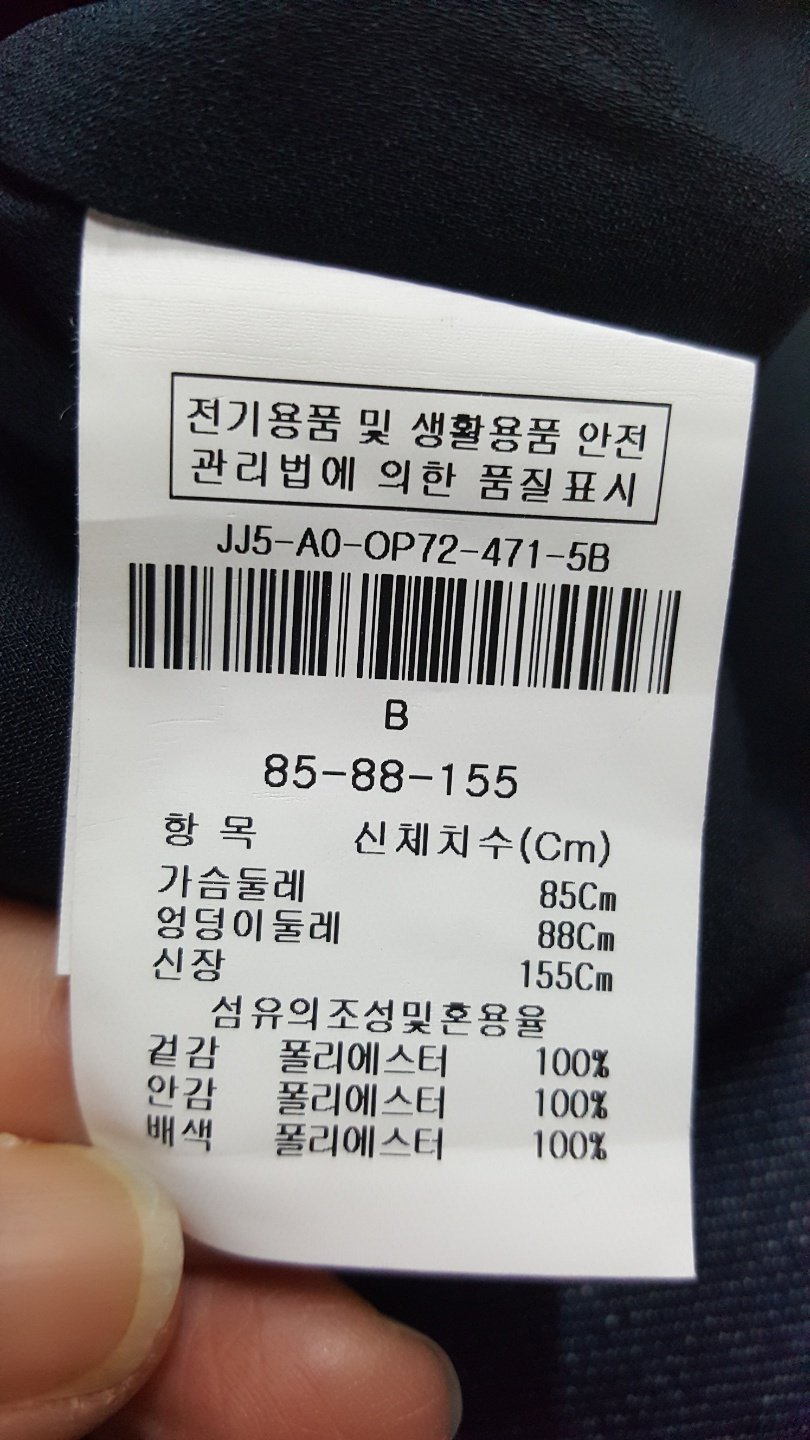 전기용품 및 생활용품 안전
관리법에 의한 품질표시
JJ5-A0-OP72-471-5B
B
85-88-155
항 목 신체치수(Cm)
가슴둘레 85Cm
엉덩이둘레 88Cm
신장 155Cm
섬유의조성및혼용율
겉감 폴리에스터 100%
안감 폴리에스터 100%
배색 폴리에스터 100%